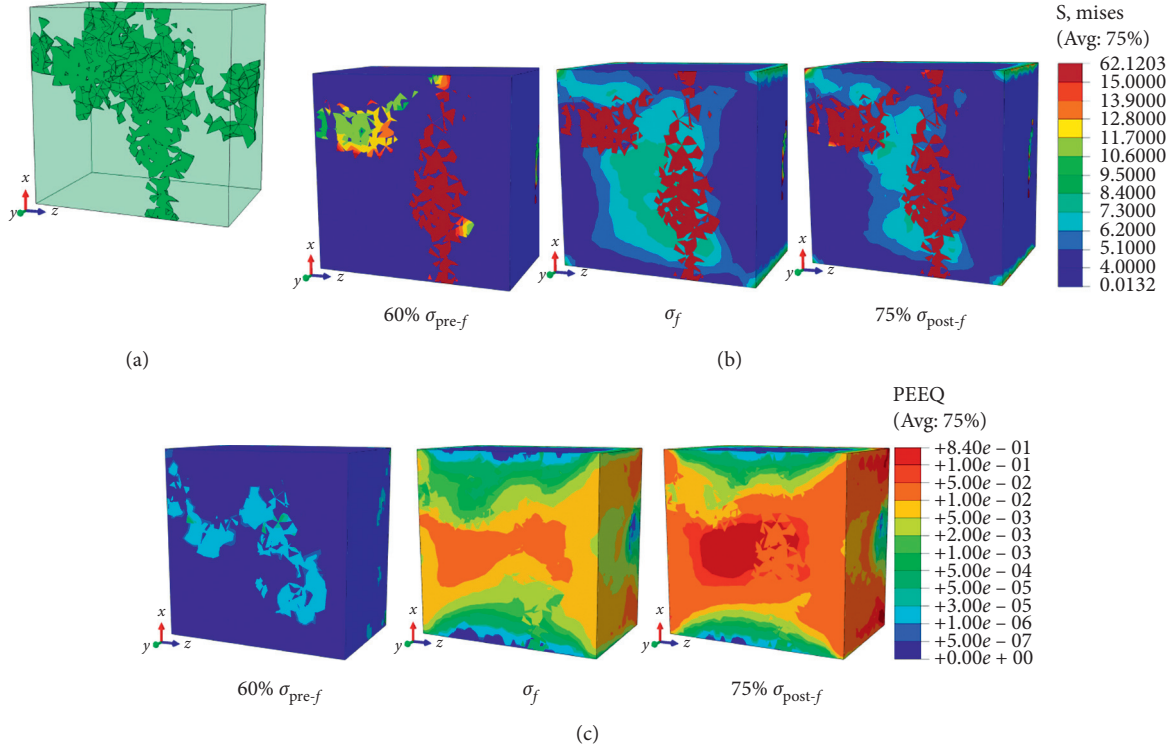 x
y
z
(a)
x
y
z
60% σpre-f
x
y
z
σf
x
y
z
75% σpost-f
(b)
S, mises
(Avg: 75%)
62.1203
15.0000
13.9000
12.8000
11.7000
10.6000
9.4000
8.4000
7.3000
6.2000
5.1000
4.0000
0.0132
x
y
z
60% σpre-f
x
y
z
σf
x
y
z
75% σpost-f
(c)
PEEQ
(Avg: 75%)
+8.40e – 01
+1.00e – 01
+5.00e – 02
+1.00e – 02
+5.00e – 03
+2.00e – 03
+1.00e – 03
+5.00e – 04
+5.00e – 05
+3.00e – 05
+1.00e – 06
+5.00e – 07
+0.00e + 00